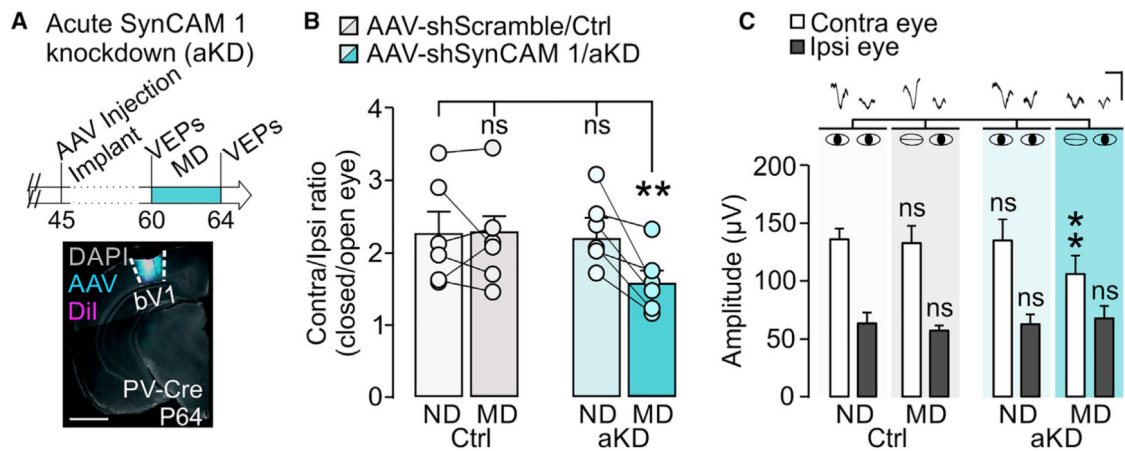 A
Acute SynCAM 1
knockdown (aKD)
AAV Injection
Implant
VEPs
MD
VEPs
45
60
64
DAPI
AAV
DiI
bV1
PV-Cre
P64
B
AAV-shScramble/Ctrl
AAV-shSynCAM 1/aKD
Contra/Ipsi ratio
(closed/open eye)
4
3
2
1
0
ns
ns
**
ND
MD
ND
MD
Ctrl
aKD
C
Contra eye
Ipsi eye
Amplitude (µV)
200
150
100
50
0
ns
ns
ns
ns
**
ns
ND
MD
ND
MD
Ctrl
aKD